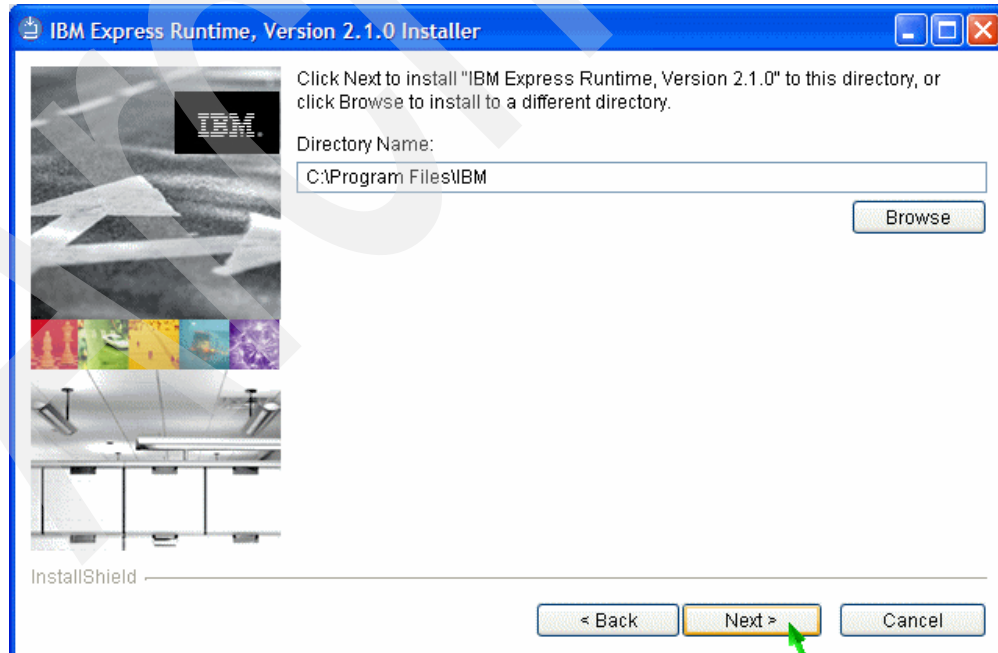 IBM Express Runtime, Version 2.1.0 Installer
Click Next to install "IBM Express Runtime, Version 2.1.0" to this directory, or
click Browse to install to a different directory.
IBM.
Directory Name:
C:\Program Files\IBM
Browse
InstallShield
< Back
Next >
Cancel